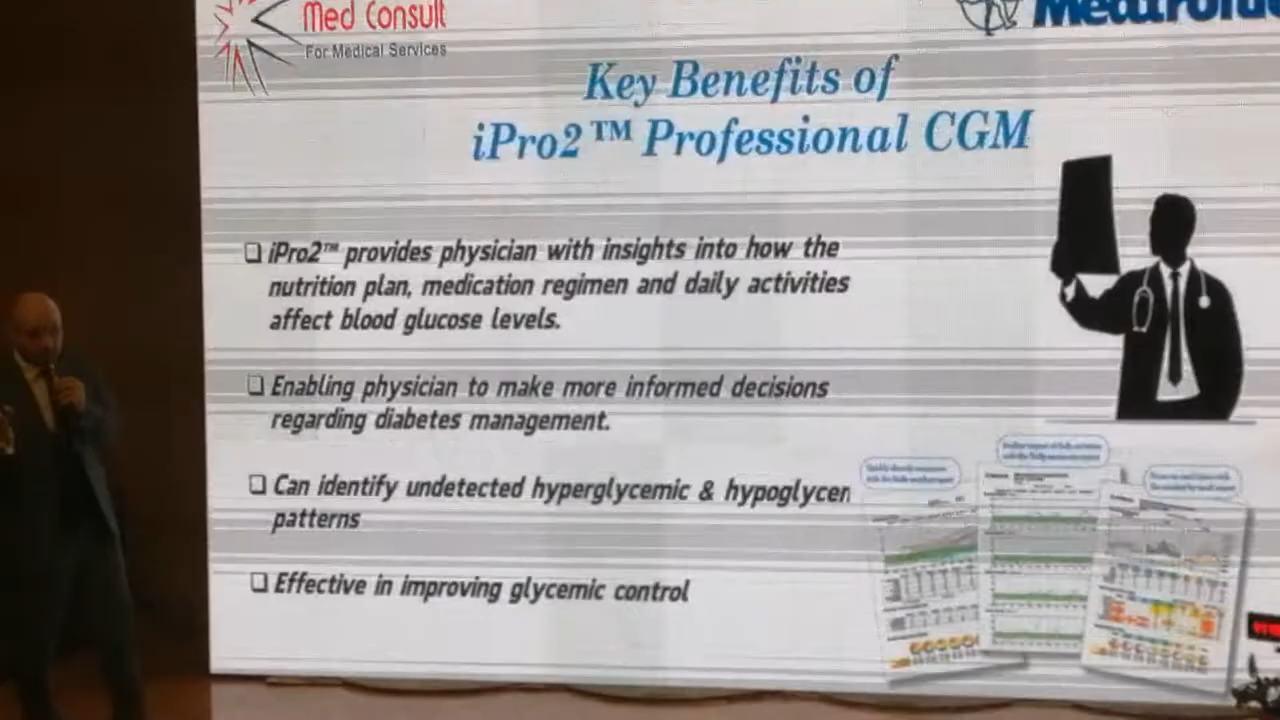 Med Consult
For Medical Services
Key Benefits of
iPro2™ Professional CGM
❑ iPro2™ provides physician with insights into how the
nutrition plan, medication regimen and daily activities
affect blood glucose levels.
❑ Enabling physician to make more informed decisions
regarding diabetes management.
❑ Can identify undetected hyperglycemic & hypoglycem
patterns
❑ Effective in improving glycemic control